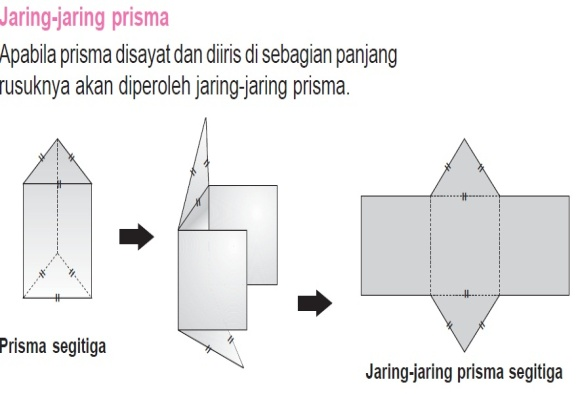 Jaring-jaring prisma
Apabila prisma disayat dan diiris di sebagian panjang
rusuknya akan diperoleh jaring-jaring prisma.
Prisma segitiga
Jaring-jaring prisma segitiga